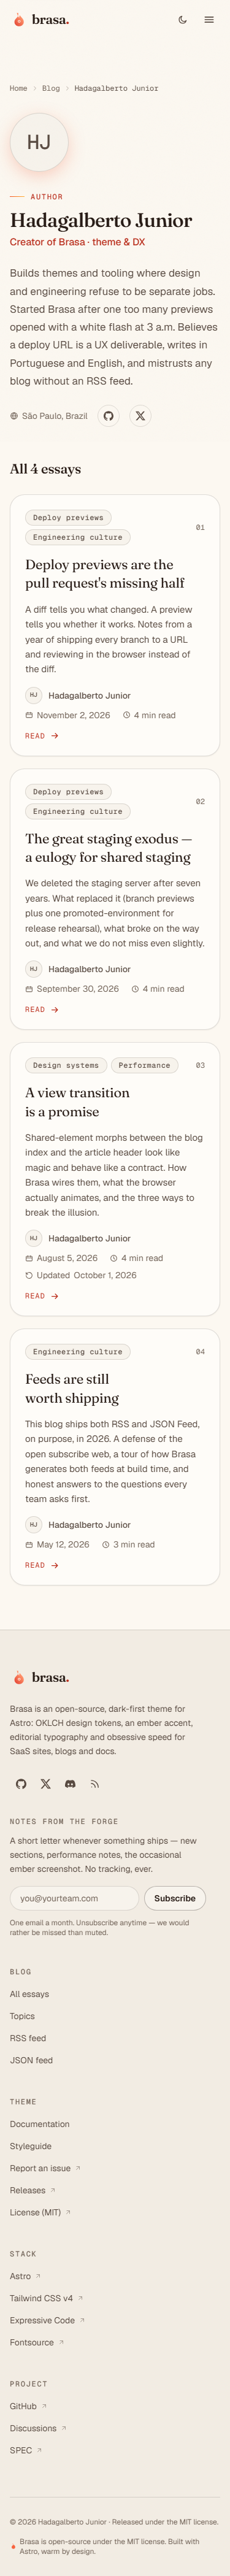 brasa.
Home > Blog > Hadagalberto Junior
HJ
AUTHOR
Hadagalberto Junior
Creator of Brasa · theme & DX
Builds themes and tooling where design
and engineering refuse to be separate jobs.
Started Brasa after one too many previews
opened with a white flash at 3 a.m. Believes
a deploy URL is a UX deliverable, writes in
Portuguese and English, and mistrusts any
blog without an RSS feed.
São Paulo, Brazil
All 4 essays
Deploy previews
Engineering culture
01
Deploy previews are the
pull request's missing half
A diff tells you what changed. A preview
tells you whether it works. Notes from a
year of shipping every branch to a URL
and reviewing in the browser instead of
the diff.
HJ Hadagalberto Junior
November 2, 2026 4 min read
READ →
Deploy previews
Engineering culture
02
The great staging exodus —
a eulogy for shared staging
We deleted the staging server after seven
years. What replaced it (branch previews
plus one promoted-environment for
release rehearsal), what broke on the way
out, and what we do not miss even slightly.
HJ Hadagalberto Junior
September 30, 2026 4 min read
READ →
Design systems Performance 03
A view transition
is a promise
Shared-element morphs between the blog
index and the article header look like
magic and behave like a contract. How
Brasa wires them, what the browser
actually animates, and the three ways to
break the illusion.
HJ Hadagalberto Junior
August 5, 2026 4 min read
Updated October 1, 2026
READ →
Engineering culture 04
Feeds are still
worth shipping
This blog ships both RSS and JSON Feed,
on purpose, in 2026. A defense of the
open subscribe web, a tour of how Brasa
generates both feeds at build time, and
honest answers to the questions every
team asks first.
HJ Hadagalberto Junior
May 12, 2026 3 min read
READ →
brasa.
Brasa is an open-source, dark-first theme for
Astro: OKLCH design tokens, an ember accent,
editorial typography and obsessive speed for
SaaS sites, blogs and docs.
NOTES FROM THE FORGE
A short letter whenever something ships — new
sections, performance notes, the occasional
ember screenshot. No tracking, ever.
you@yourteam.com Subscribe
One email a month. Unsubscribe anytime — we would
rather be missed than muted.
BLOG
All essays
Topics
RSS feed
JSON feed
THEME
Documentation
Styleguide
Report an issue ↗
Releases ↗
License (MIT) ↗
STACK
Astro ↗
Tailwind CSS v4 ↗
Expressive Code ↗
Fontsource ↗
PROJECT
GitHub ↗
Discussions ↗
SPEC ↗
© 2026 Hadagalberto Junior · Released under the MIT license.
Brasa is open-source under the MIT license. Built with
Astro, warm by design.